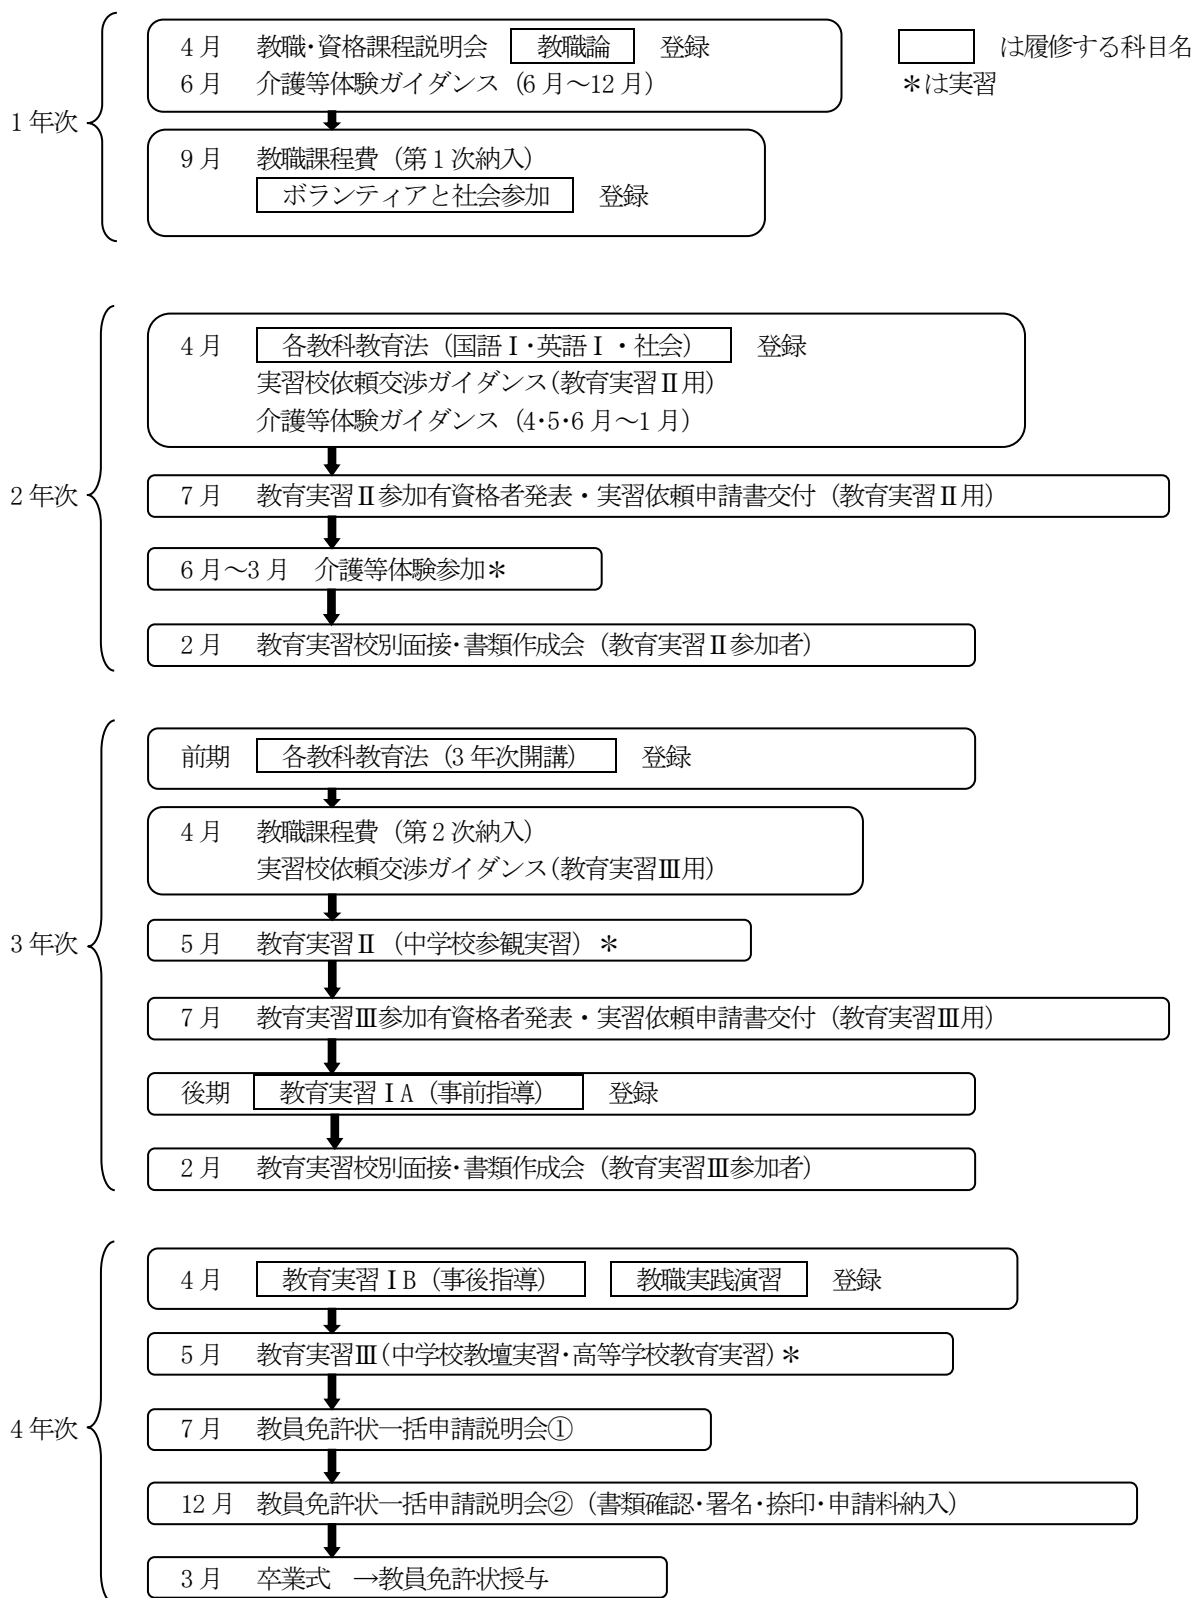 4月 教職・資格課程説明会 教職論 登録
は履修する科目名
6月 介護等体験ガイダンス（6月～12月）
＊は実習
1年次
9月 教職課程費（第1次納入）
ボランティアと社会参加 登録
4月 各教科教育法（国語Ⅰ・英語Ⅰ・社会） 登録
実習校依頼交渉ガイダンス（教育実習Ⅱ用）
介護等体験ガイダンス（4・5・6月～1月）
2年次
7月 教育実習Ⅱ参加有資格者発表・実習依頼申請書交付（教育実習Ⅱ用）
6月～3月 介護等体験参加＊
2月 教育実習校別面接・書類作成会（教育実習Ⅱ参加者）
前期 各教科教育法（3年次開講） 登録
4月 教職課程費（第2次納入）
実習校依頼交渉ガイダンス（教育実習Ⅲ用）
3年次
5月 教育実習Ⅱ（中学校参観実習）＊
7月 教育実習Ⅲ参加有資格者発表・実習依頼申請書交付（教育実習Ⅲ用）
後期 教育実習ⅠA（事前指導） 登録
2月 教育実習校別面接・書類作成会（教育実習Ⅲ参加者）
4月 教育実習ⅠB（事後指導） 教職実践演習 登録
5月 教育実習Ⅲ（中学校教壇実習・高等学校教育実習）＊
4年次
7月 教員免許状一括申請説明会①
12月 教員免許状一括申請説明会②（書類確認・署名・捺印・申請料納入）
3月 卒業式 →教員免許状授与